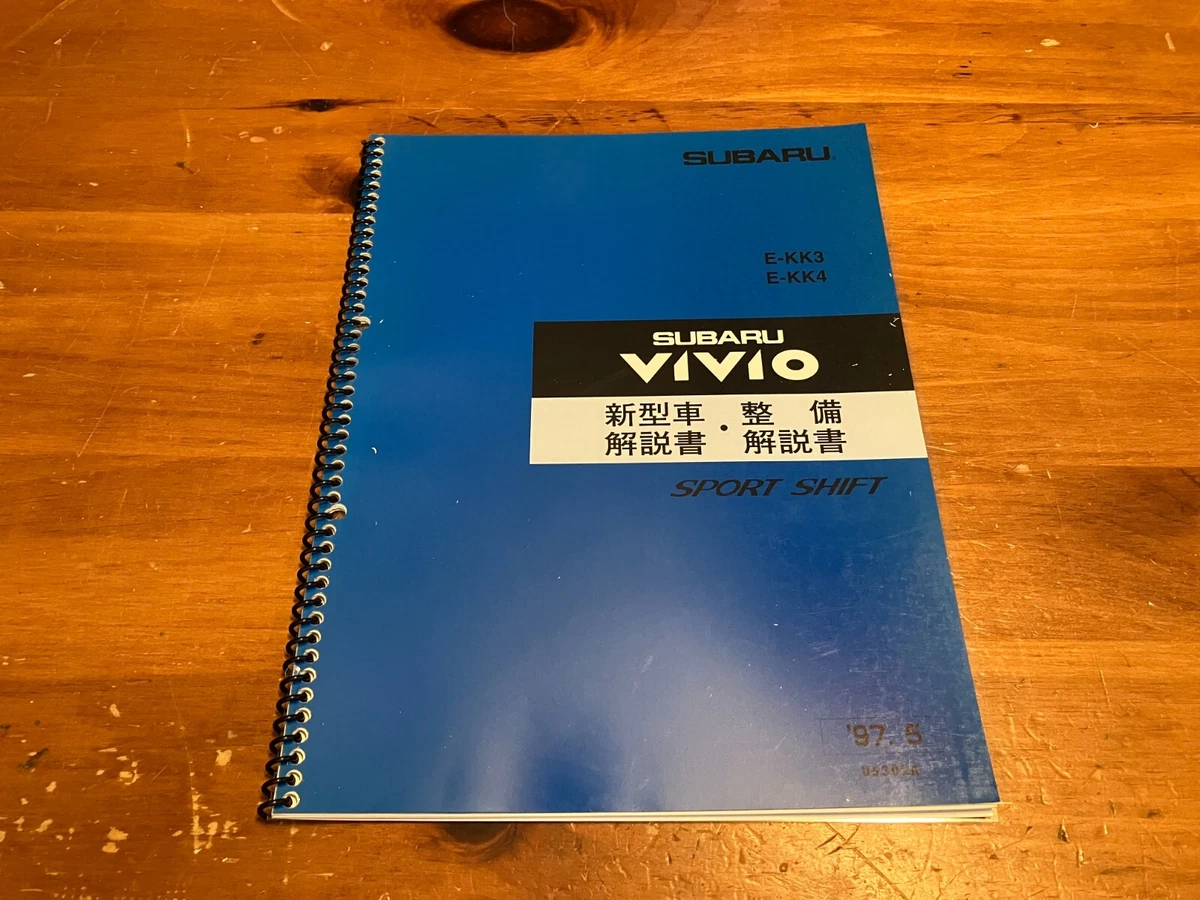 SUBARU
E-KK3
E-KK4
SUBARU
VIVIO
新型車・整 備
解説書 解説書
SPORT SHIFT
'97.5